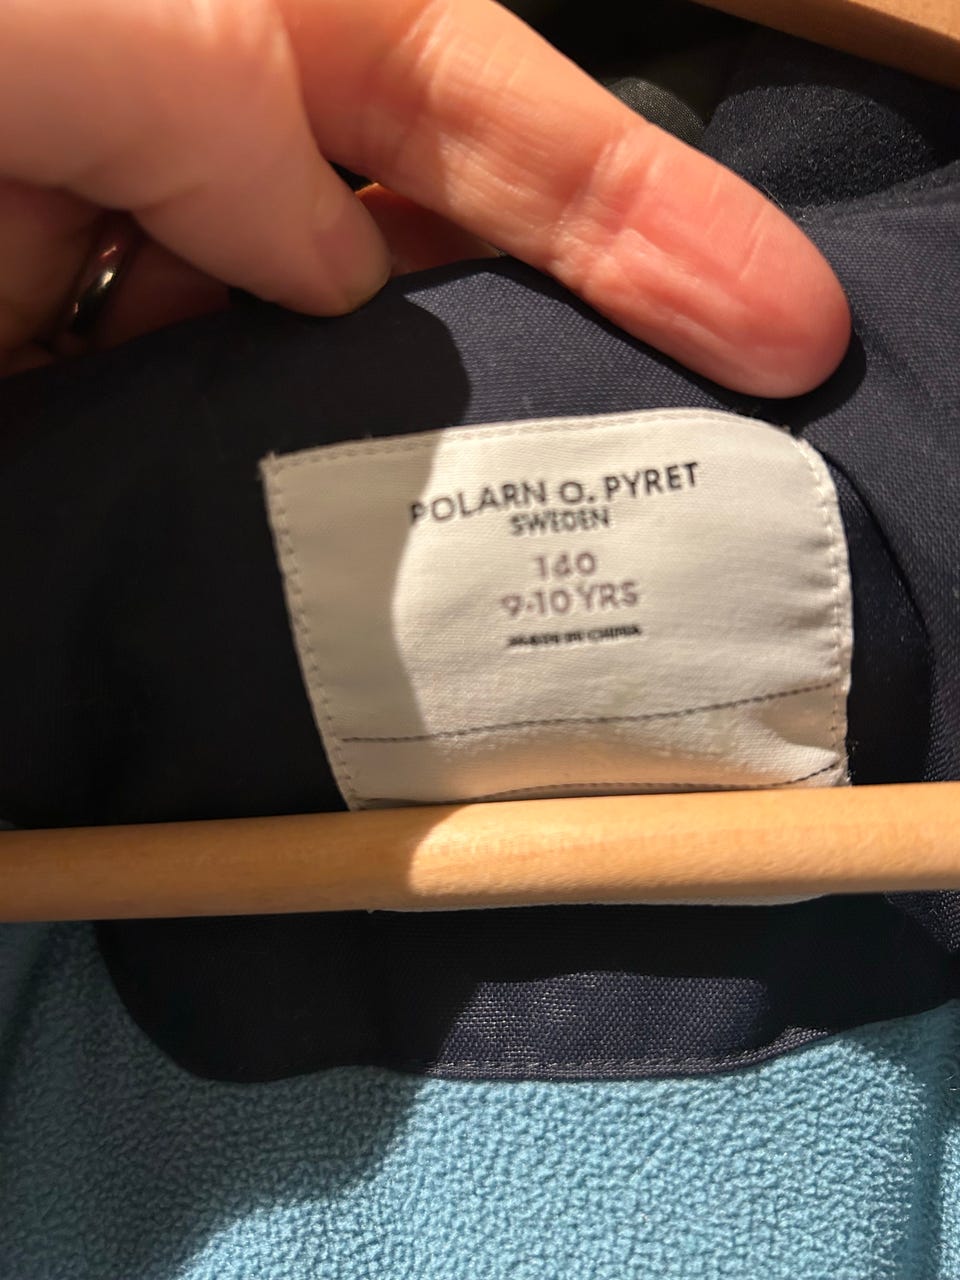 POLARN O. PYRET
SWEDEN
140
9-10 YRS
MADE IN CHINA